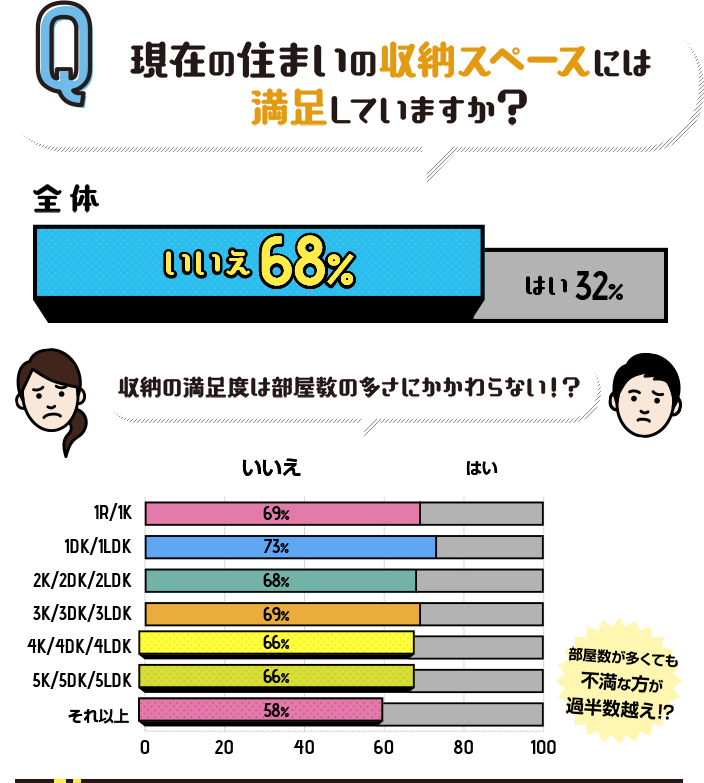 Q
現在の住まいの収納スペースには
満足していますか?
全体
いいえ 68%
はい 32%
収納の満足度は部屋数の多さにかかわらない!?
いいえ はい
1R/1K 69%
1DK/1LDK 73%
2K/2DK/2LDK 68%
3K/3DK/3LDK 69%
4K/4DK/4LDK 66%
5K/5DK/5LDK 66%
それ以上 58%
0 20 40 60 80 100
部屋数が多くても
不満な方が
過半数越え!?